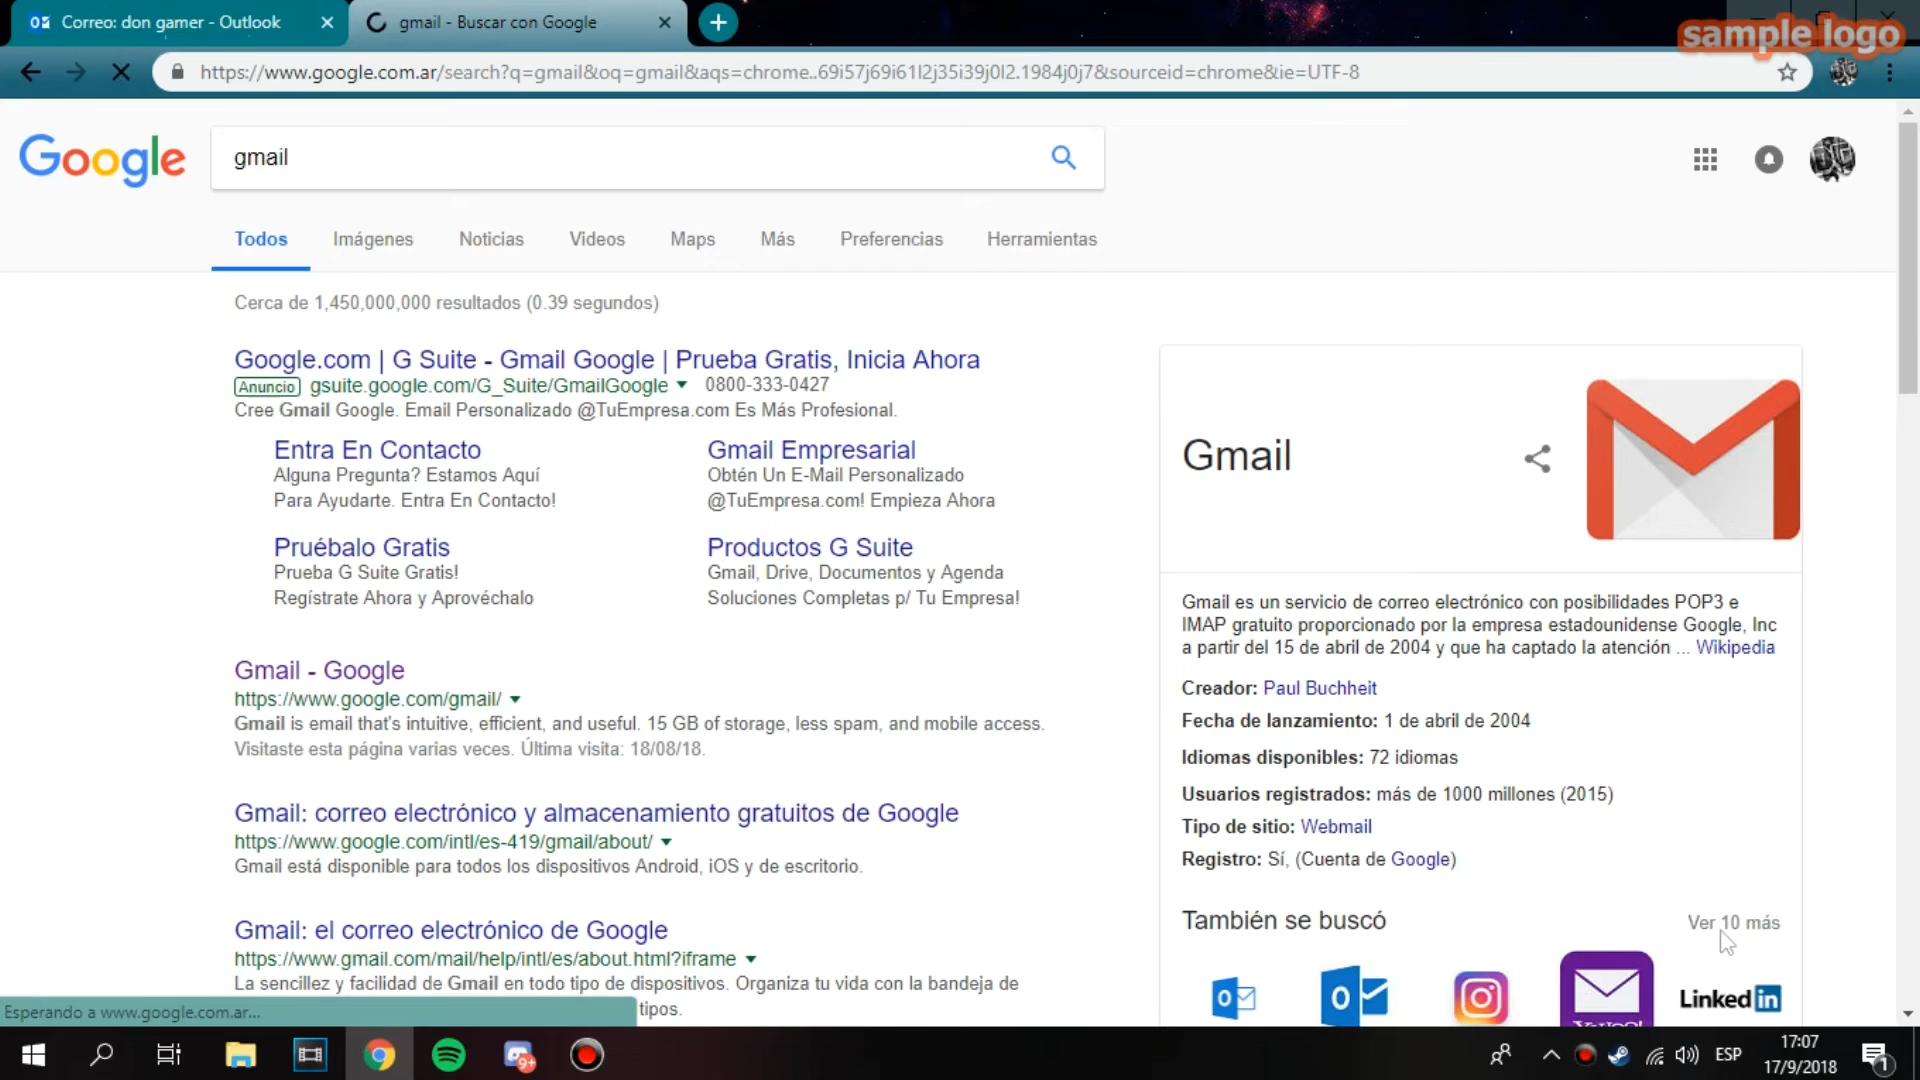 Correo: don gamer - Outlook
gmail - Buscar con Google
sample logo
https://www.google.com.ar/search?q=gmail&oq=gmail&aqs=chrome..69i57j69i61l2j35i39j0l2.1984j0j7&sourceid=chrome&ie=UTF-8
Google
gmail
Todos Imágenes Noticias Videos Maps Más Preferencias Herramientas
Cerca de 1,450,000,000 resultados (0.39 segundos)
Google.com | G Suite - Gmail Google | Prueba Gratis, Inicia Ahora
Anuncio gsuite.google.com/G_Suite/GmailGoogle 0800-333-0427
Cree Gmail Google. Email Personalizado @TuEmpresa.com Es Más Profesional.
Entra En Contacto
Alguna Pregunta? Estamos Aquí
Para Ayudarte. Entra En Contacto!
Gmail Empresarial
Obtén Un E-Mail Personalizado
@TuEmpresa.com! Empieza Ahora
Pruébalo Gratis
Prueba G Suite Gratis!
Regístrate Ahora y Aprovéchalo
Productos G Suite
Gmail, Drive, Documentos y Agenda
Soluciones Completas p/ Tu Empresa!
Gmail - Google
https://www.google.com/gmail/
Gmail is email that's intuitive, efficient, and useful. 15 GB of storage, less spam, and mobile access.
Visitaste esta página varias veces. Última visita: 18/08/18.
Gmail: correo electrónico y almacenamiento gratuitos de Google
https://www.google.com/intl/es-419/gmail/about/
Gmail está disponible para todos los dispositivos Android, iOS y de escritorio.
Gmail: el correo electrónico de Google
https://www.gmail.com/mail/help/intl/es/about.html?iframe
La sencillez y facilidad de Gmail en todo tipo de dispositivos. Organiza tu vida con la bandeja de
tipos.
Esperando a www.google.com.ar...
Gmail
Gmail es un servicio de correo electrónico con posibilidades POP3 e
IMAP gratuito proporcionado por la empresa estadounidense Google, Inc
a partir del 15 de abril de 2004 y que ha captado la atención ... Wikipedia
Creador: Paul Buchheit
Fecha de lanzamiento: 1 de abril de 2004
Idiomas disponibles: 72 idiomas
Usuarios registrados: más de 1000 millones (2015)
Tipo de sitio: Webmail
Registro: Sí, (Cuenta de Google)
También se buscó
Ver 10 más
YAHOO!
Linked in
9+
ESP
17:07
17/9/2018
1